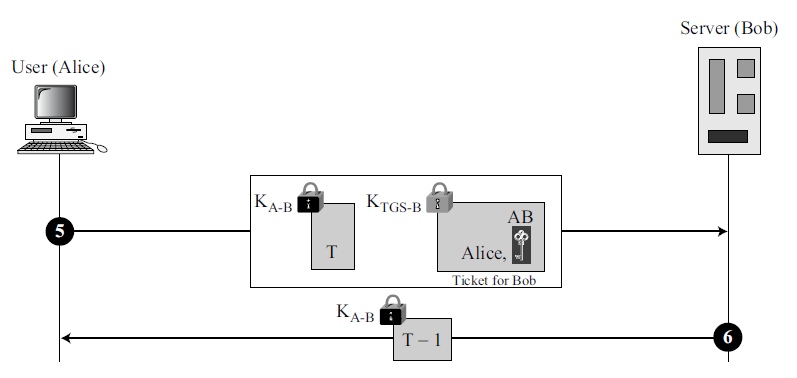 Server (Bob)
User (Alice)
K_A-B
T
K_TGS-B
AB
Alice,
Ticket for Bob
5
K_A-B
T – 1
6